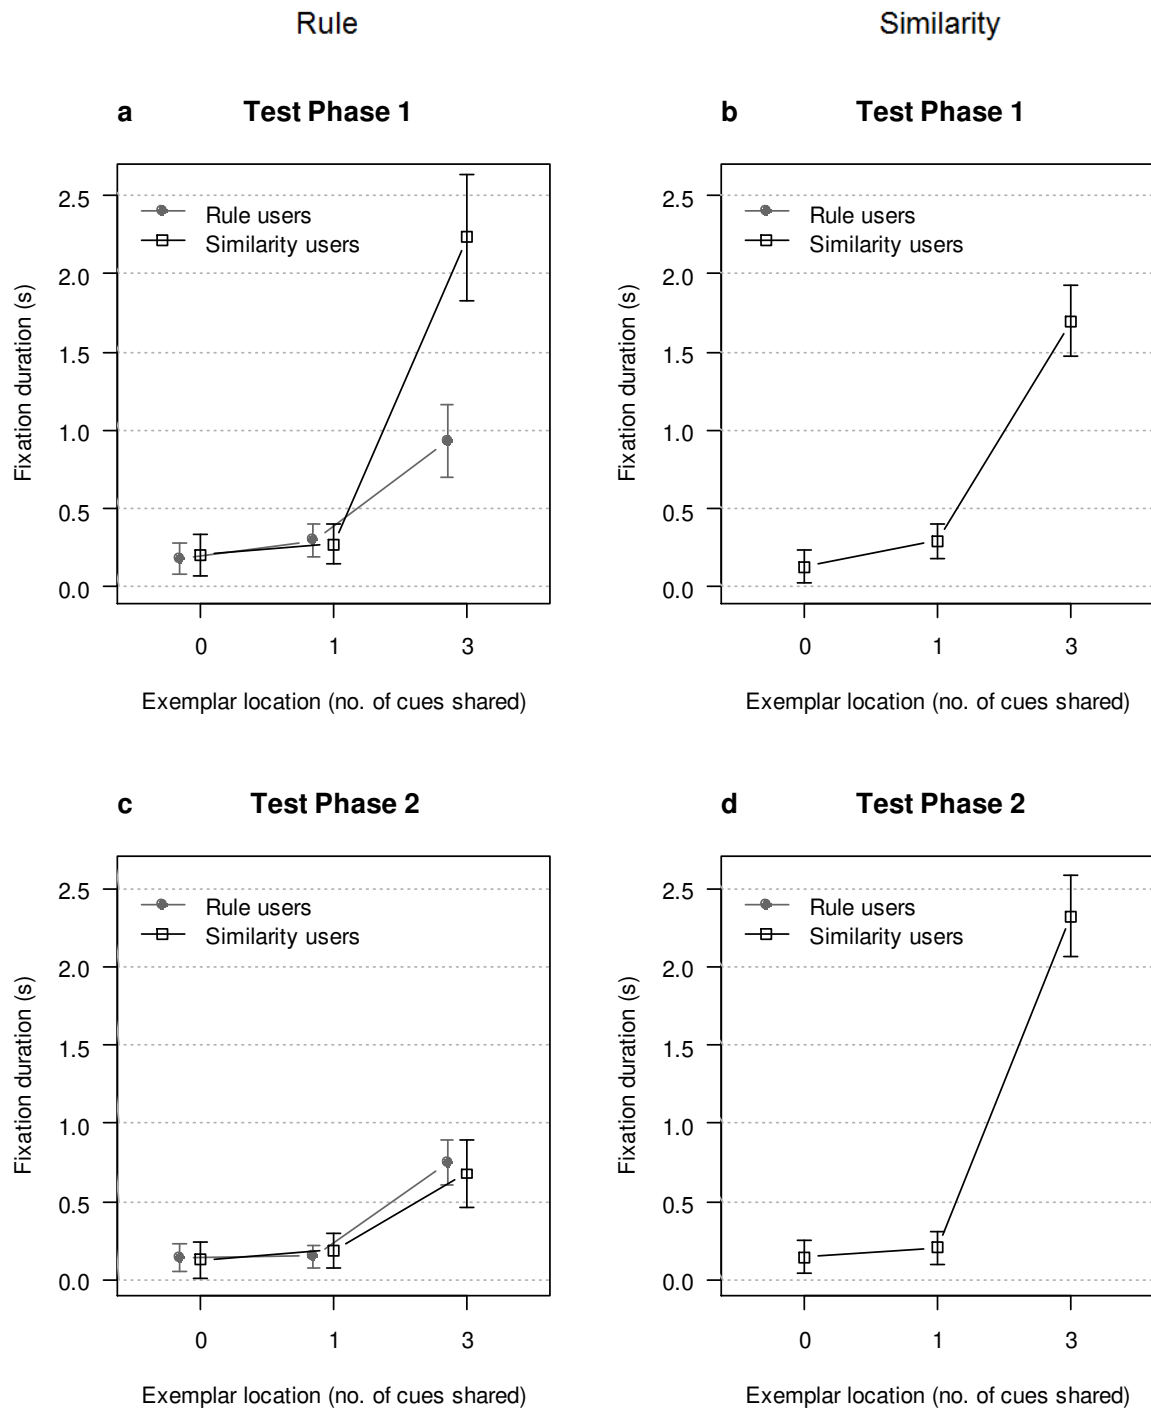 Rule
Similarity
a Test Phase 1
b Test Phase 1
Fixation duration (s)
2.5
2.0
1.5
1.0
0.5
0.0
Rule users
Similarity users
0 1 3
Exemplar location (no. of cues shared)
Fixation duration (s)
2.5
2.0
1.5
1.0
0.5
0.0
Rule users
Similarity users
0 1 3
Exemplar location (no. of cues shared)
c Test Phase 2
d Test Phase 2
Fixation duration (s)
2.5
2.0
1.5
1.0
0.5
0.0
Rule users
Similarity users
0 1 3
Exemplar location (no. of cues shared)
Fixation duration (s)
2.5
2.0
1.5
1.0
0.5
0.0
Rule users
Similarity users
0 1 3
Exemplar location (no. of cues shared)